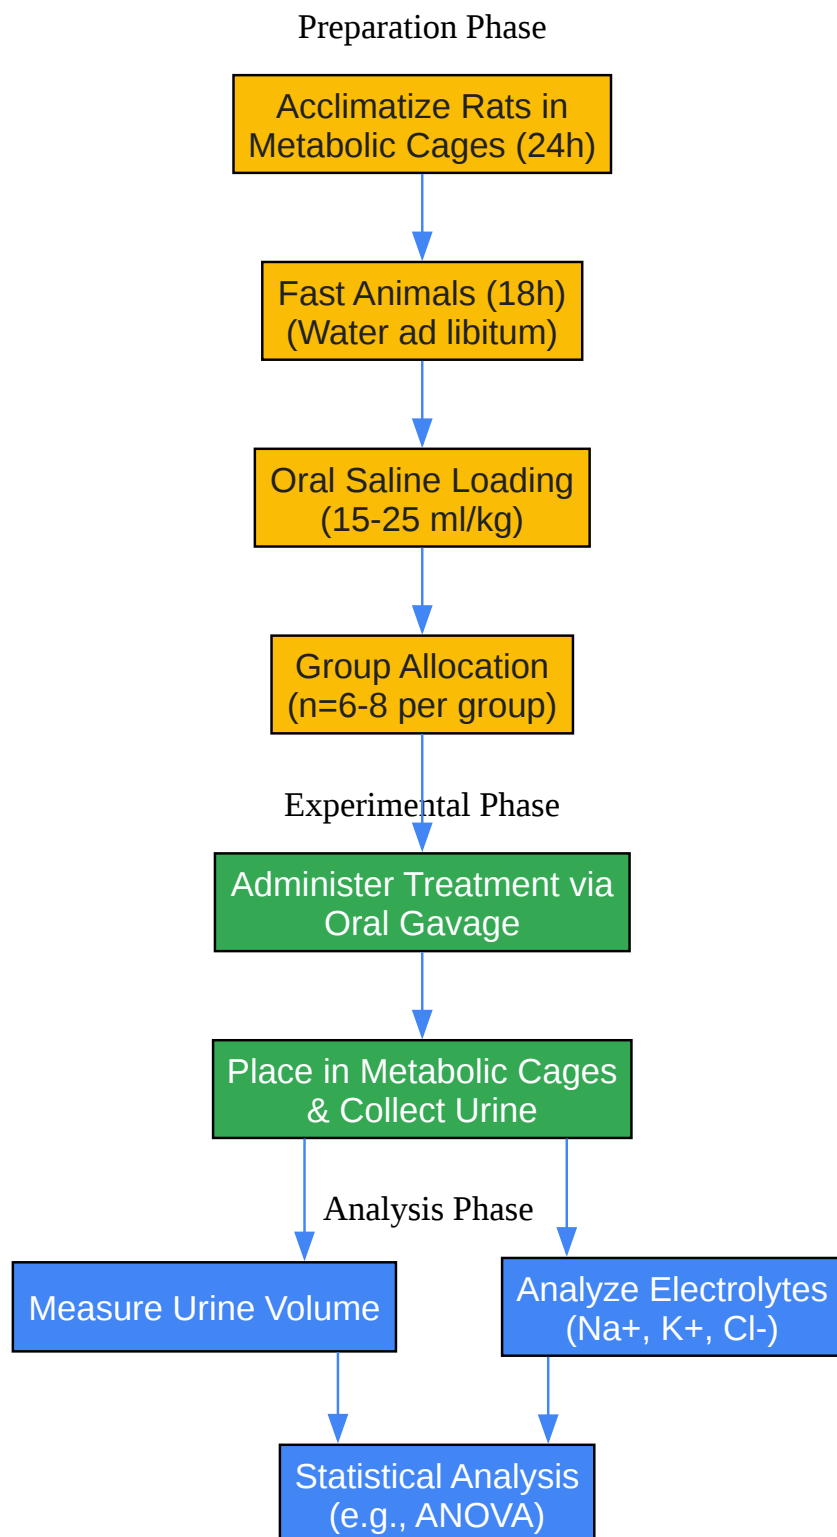 Preparation Phase
Acclimatize Rats in
Metabolic Cages (24h)
Fast Animals (18h)
(Water ad libitum)
Oral Saline Loading
(15-25 ml/kg)
Group Allocation
(n=6-8 per group)
Experimental Phase
Administer Treatment via
Oral Gavage
Place in Metabolic Cages
& Collect Urine
Analysis Phase
Measure Urine Volume
Analyze Electrolytes
(Na+, K+, Cl-)
Statistical Analysis
(e.g., ANOVA)